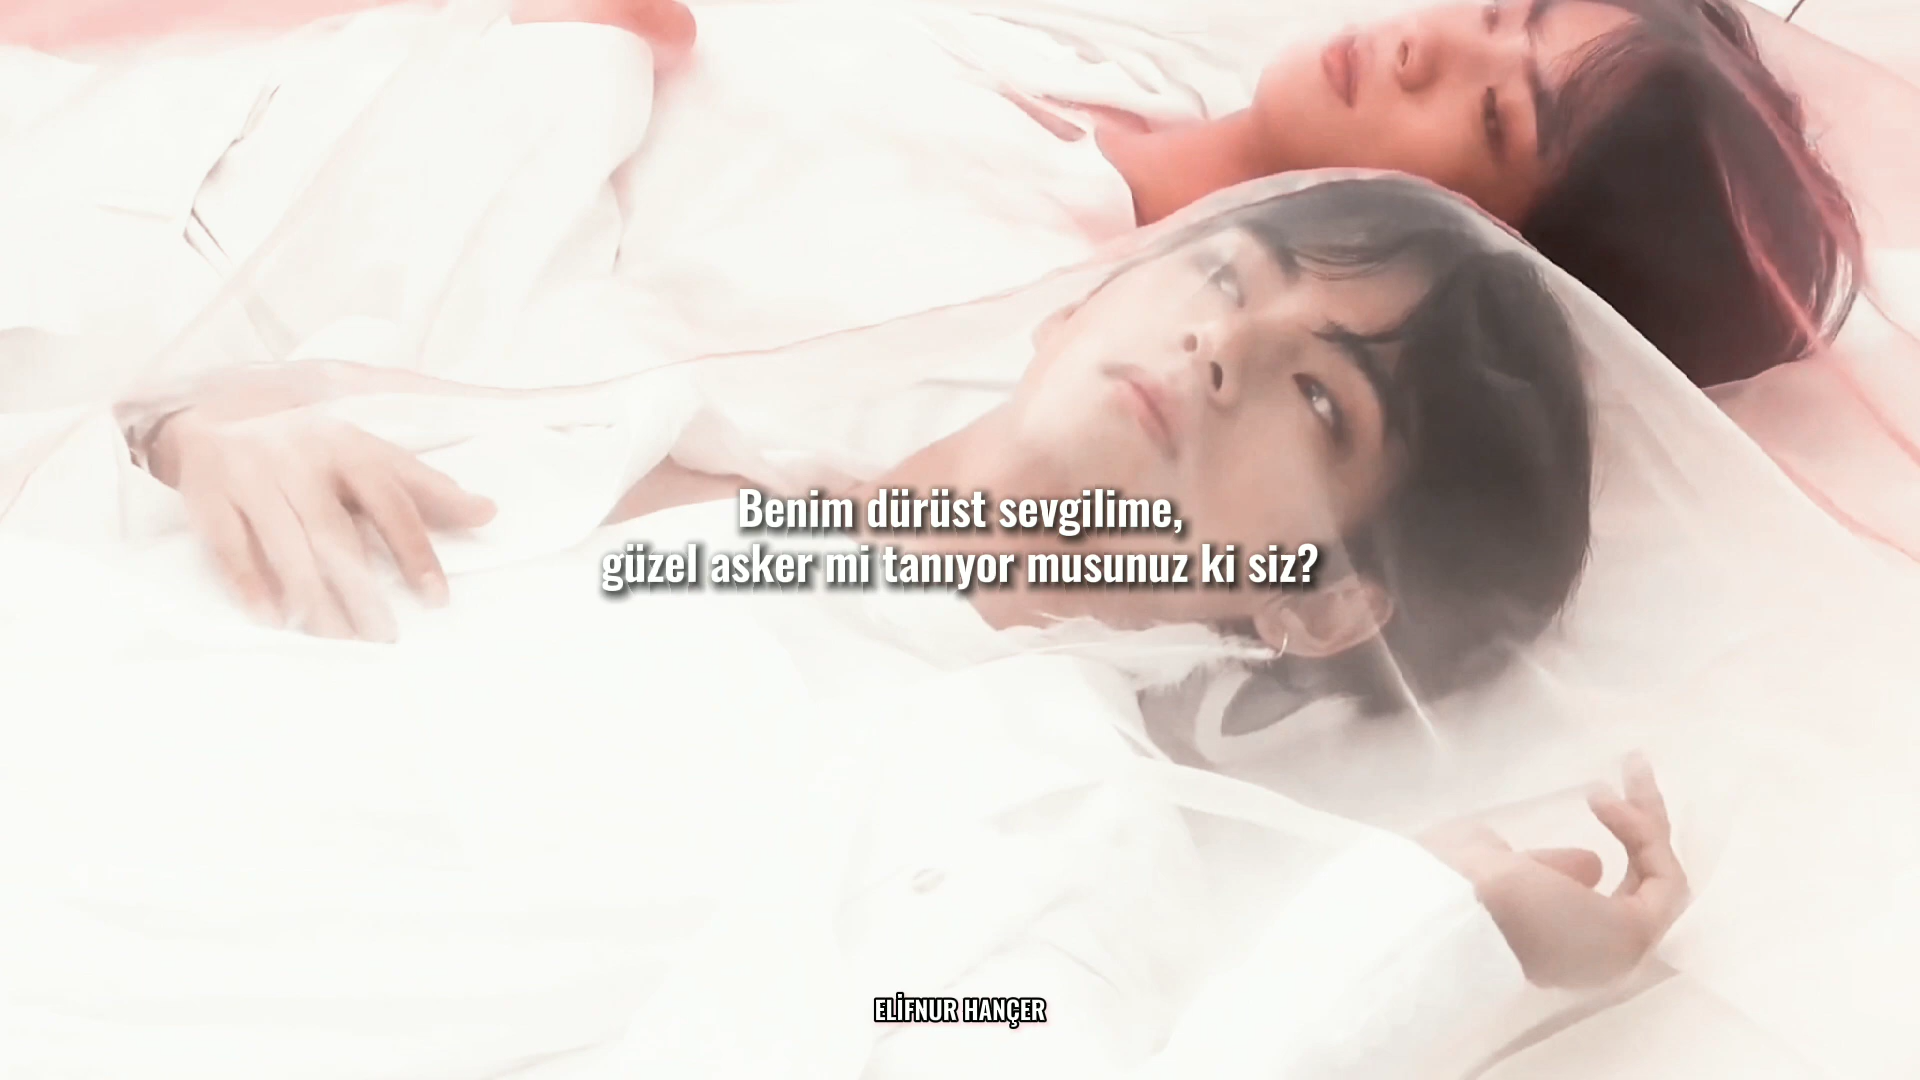 Benim dürüst sevgilime,
güzel asker mi tanıyor musunuz ki siz?
ELİFNUR HANÇER